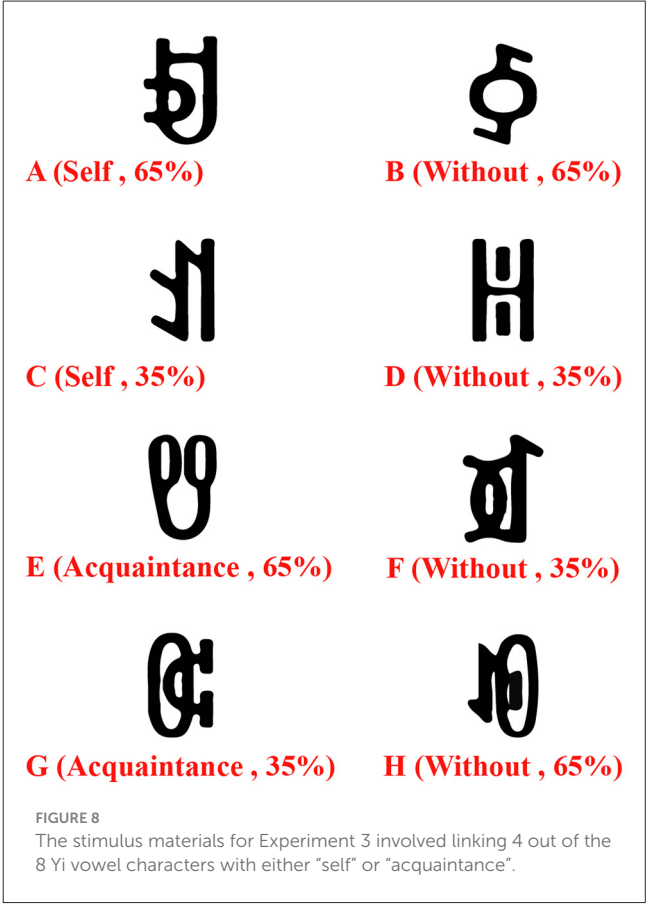 A (Self , 65%)
B (Without , 65%)
C (Self , 35%)
D (Without , 35%)
E (Acquaintance , 65%)
F (Without , 35%)
G (Acquaintance , 35%)
H (Without , 65%)
FIGURE 8
The stimulus materials for Experiment 3 involved linking 4 out of the
8 Yi vowel characters with either “self” or “acquaintance”.